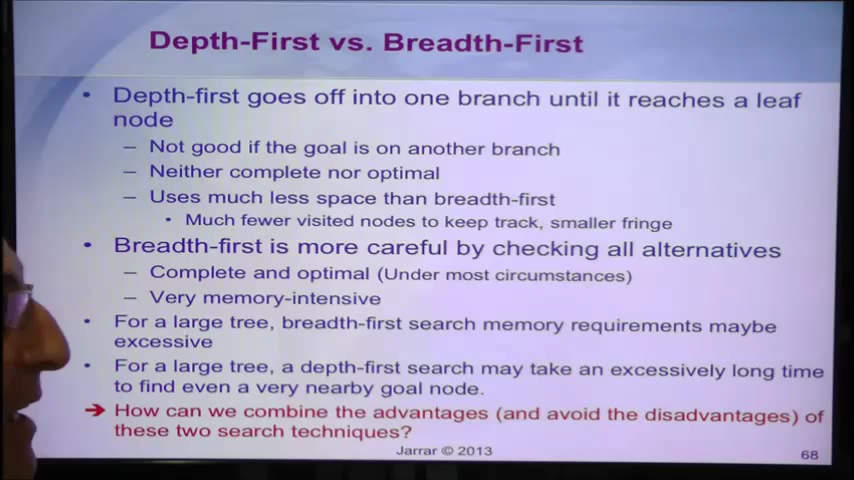 Depth-First vs. Breadth-First
• Depth-first goes off into one branch until it reaches a leaf
node
– Not good if the goal is on another branch
– Neither complete nor optimal
– Uses much less space than breadth-first
• Much fewer visited nodes to keep track, smaller fringe
• Breadth-first is more careful by checking all alternatives
– Complete and optimal (Under most circumstances)
– Very memory-intensive
• For a large tree, breadth-first search memory requirements maybe
excessive
• For a large tree, a depth-first search may take an excessively long time
to find even a very nearby goal node.
➔ How can we combine the advantages (and avoid the disadvantages) of
these two search techniques?
Jarrar © 2013
68